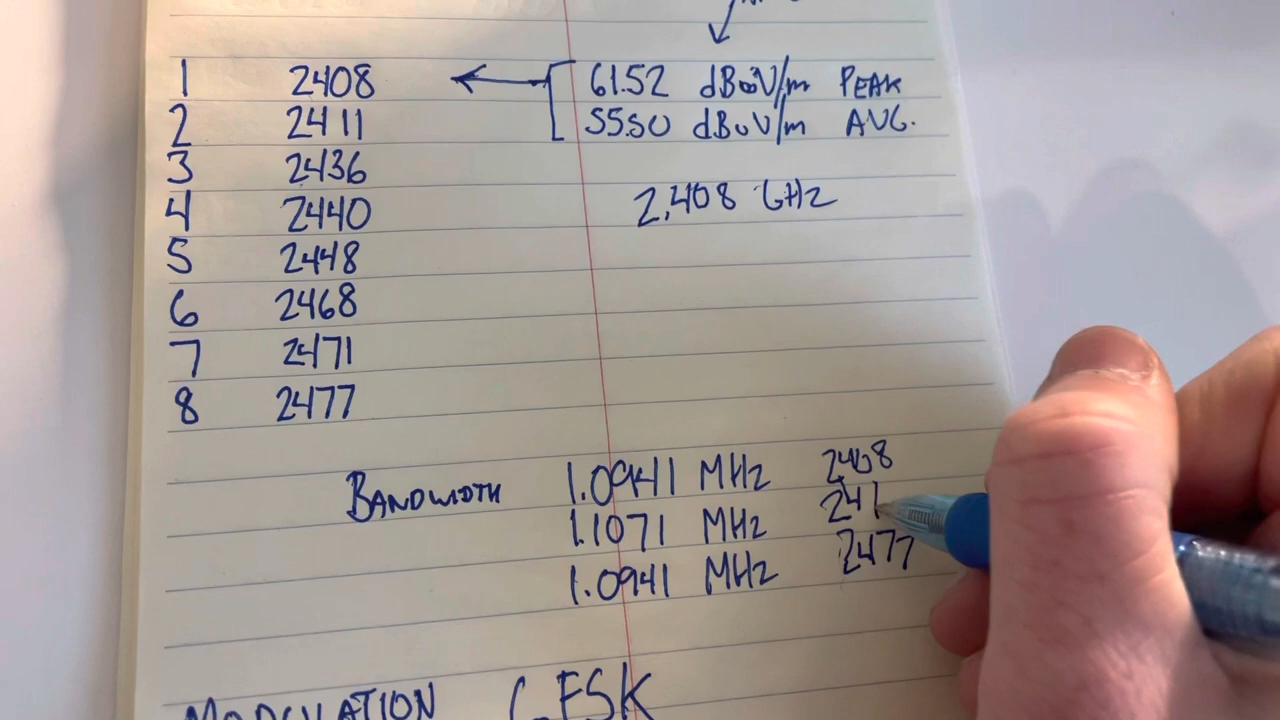 1 2408 61.52 dBuV/m PEAK
2 2411 55.50 dBuV/m AVG.
3 2436
4 2440 2,408 GHz
5 2448
6 2468
7 2471
8 2477
BANDWIDTH 1.0941 MHz 2408
1.1071 MHz 241
1.0941 MHz 2477
MODULATION GFSK